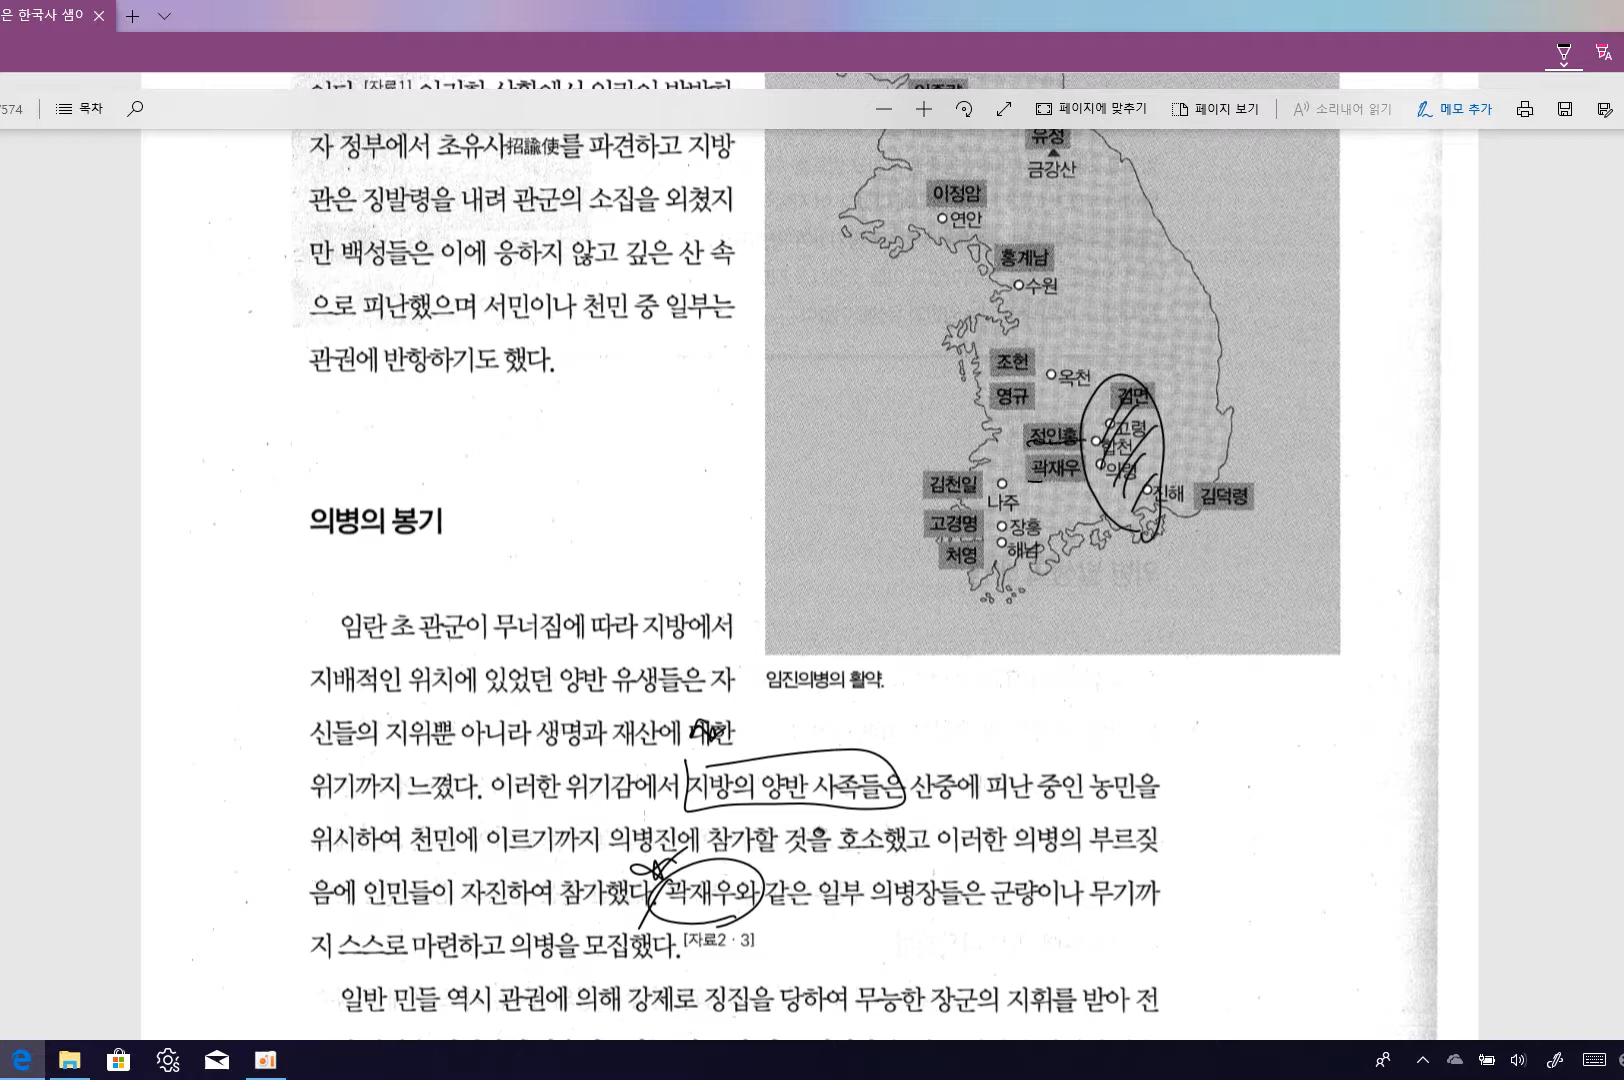 은 한국사 샘이
574
목차
페이지에 맞추기
페이지 보기
소리내어 읽기
메모 추가
자 정부에서 초유사招諭使를 파견하고 지방
관은 징발령을 내려 관군의 소집을 외쳤지
만 백성들은 이에 응하지 않고 깊은 산 속
으로 피난했으며 서민이나 천민 중 일부는
관권에 반항하기도 했다.
유정
금강산
이정암
연안
홍계남
수원
조헌
옥천
영규
김면
고령
정인홍
합천
곽재우
의령
김천일
나주
진해
김덕령
고경명
장흥
처영
해남
임진의병의 활약.
의병의 봉기
임란 초 관군이 무너짐에 따라 지방에서
지배적인 위치에 있었던 양반 유생들은 자
신들의 지위뿐 아니라 생명과 재산에 대한
위기까지 느꼈다. 이러한 위기감에서 지방의 양반 사족들은 산중에 피난 중인 농민을
위시하여 천민에 이르기까지 의병진에 참가할 것을 호소했고 이러한 의병의 부르짖
음에 인민들이 자진하여 참가했다. 곽재우와 같은 일부 의병장들은 군량이나 무기까
지 스스로 마련하고 의병을 모집했다.[자료2·3]
일반 민들 역시 관권에 의해 강제로 징집을 당하여 무능한 장군의 지휘를 받아 전